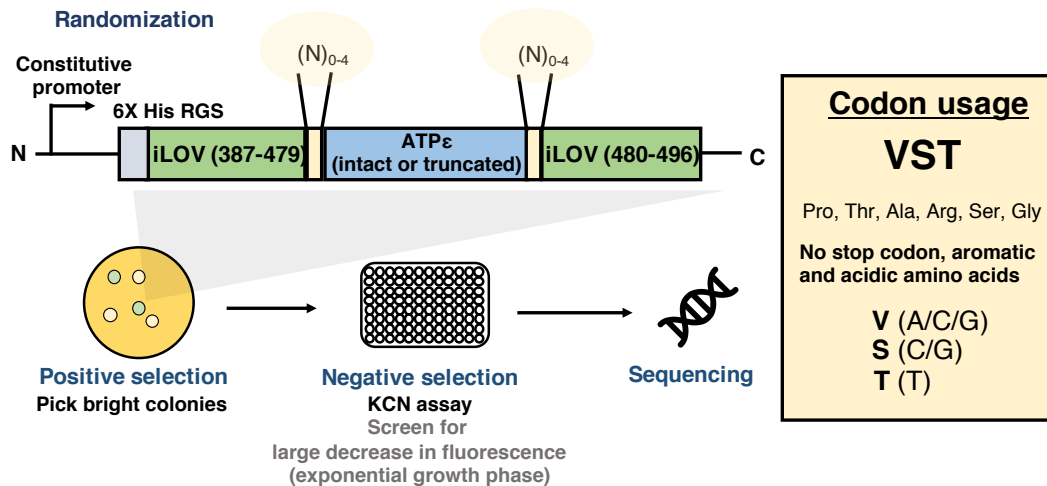 Randomization
(N)0-4
(N)0-4
Constitutive
promoter
6X His RGS
N
iLOV (387-479)
ATPε
(intact or truncated)
iLOV (480-496)
C
Positive selection
Pick bright colonies
Negative selection
KCN assay
Screen for
large decrease in fluorescence
(exponential growth phase)
Sequencing
Codon usage
VST
Pro, Thr, Ala, Arg, Ser, Gly
No stop codon, aromatic
and acidic amino acids
V (A/C/G)
S (C/G)
T (T)